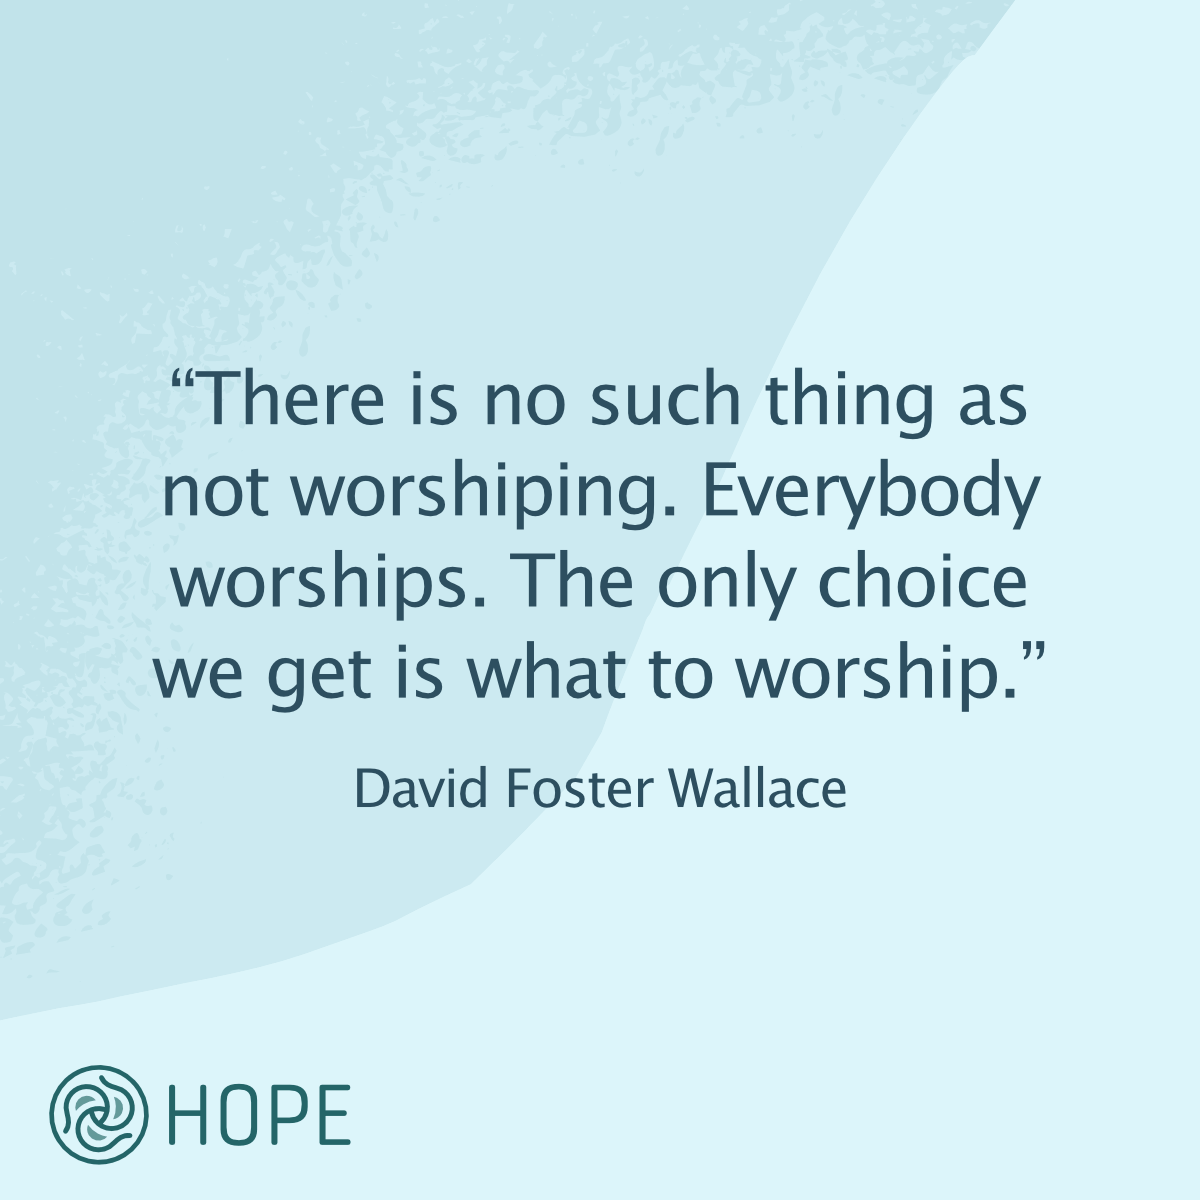 “There is no such thing as
not worshiping. Everybody
worships. The only choice
we get is what to worship.”
David Foster Wallace
HOPE